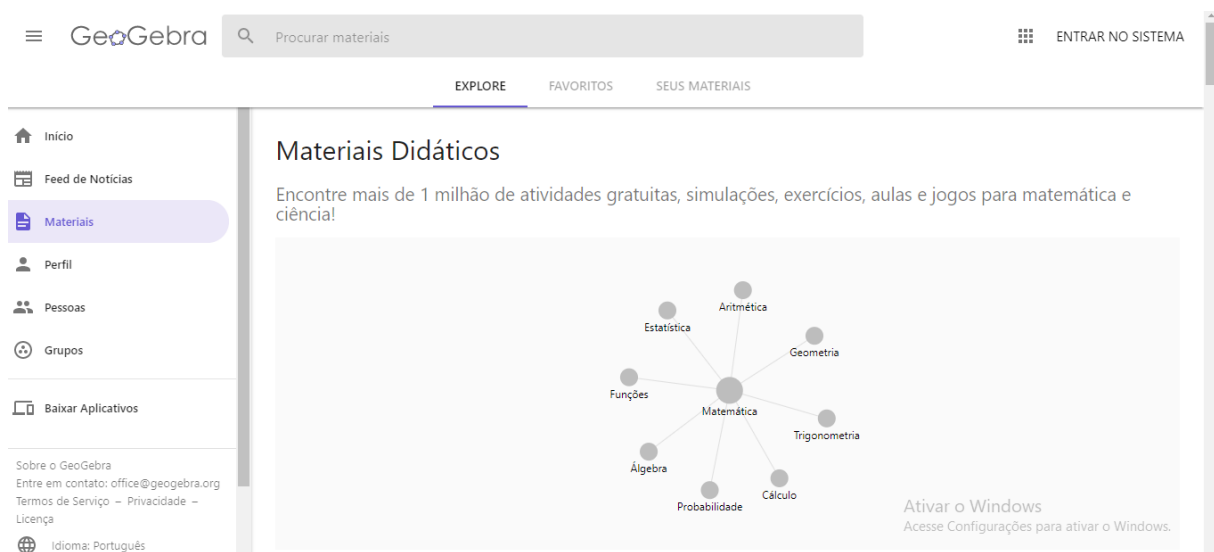 GeoGebra
Procurar materiais
ENTRAR NO SISTEMA
EXPLORE
FAVORITOS
SEUS MATERIAIS
Início
Feed de Notícias
Materiais
Perfil
Pessoas
Grupos
Baixar Aplicativos
Sobre o GeoGebra
Entre em contato: office@geogebra.org
Termos de Serviço – Privacidade –
Licença
Idioma: Português
Materiais Didáticos
Encontre mais de 1 milhão de atividades gratuitas, simulações, exercícios, aulas e jogos para matemática e
ciência!
Aritmética
Estatística
Geometria
Funções
Matemática
Trigonometria
Álgebra
Cálculo
Probabilidade
Ativar o Windows
Acesse Configurações para ativar o Windows.